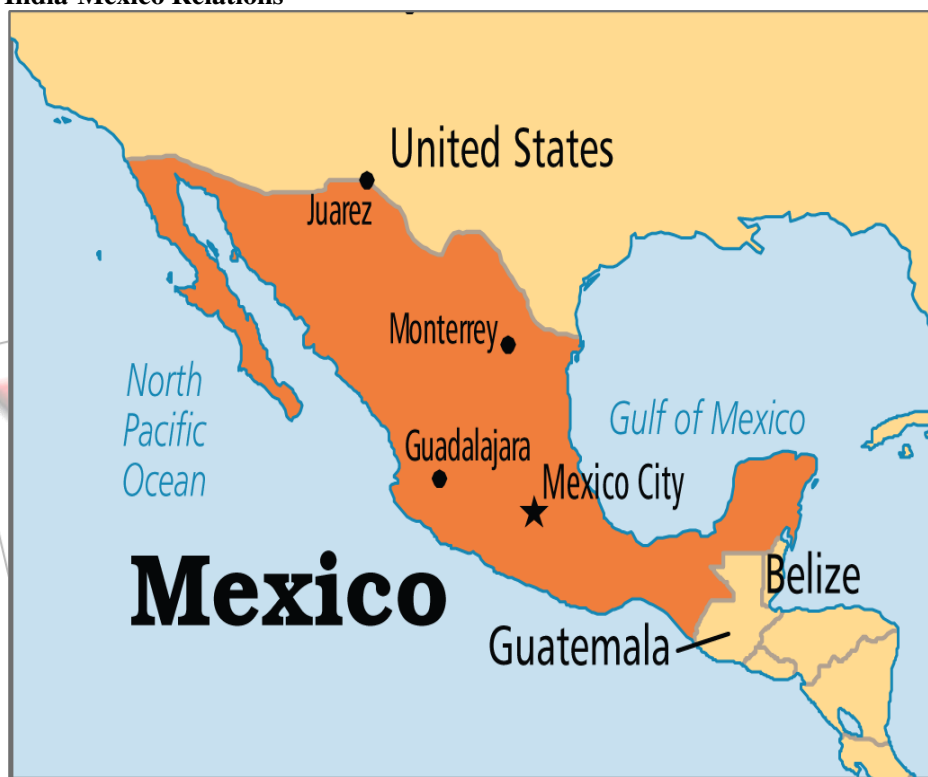 India-Mexico Relations
United States
Juarez
Monterrey
North
Pacific
Ocean
Gulf of Mexico
Guadalajara
Mexico City
Mexico
Belize
Guatemala